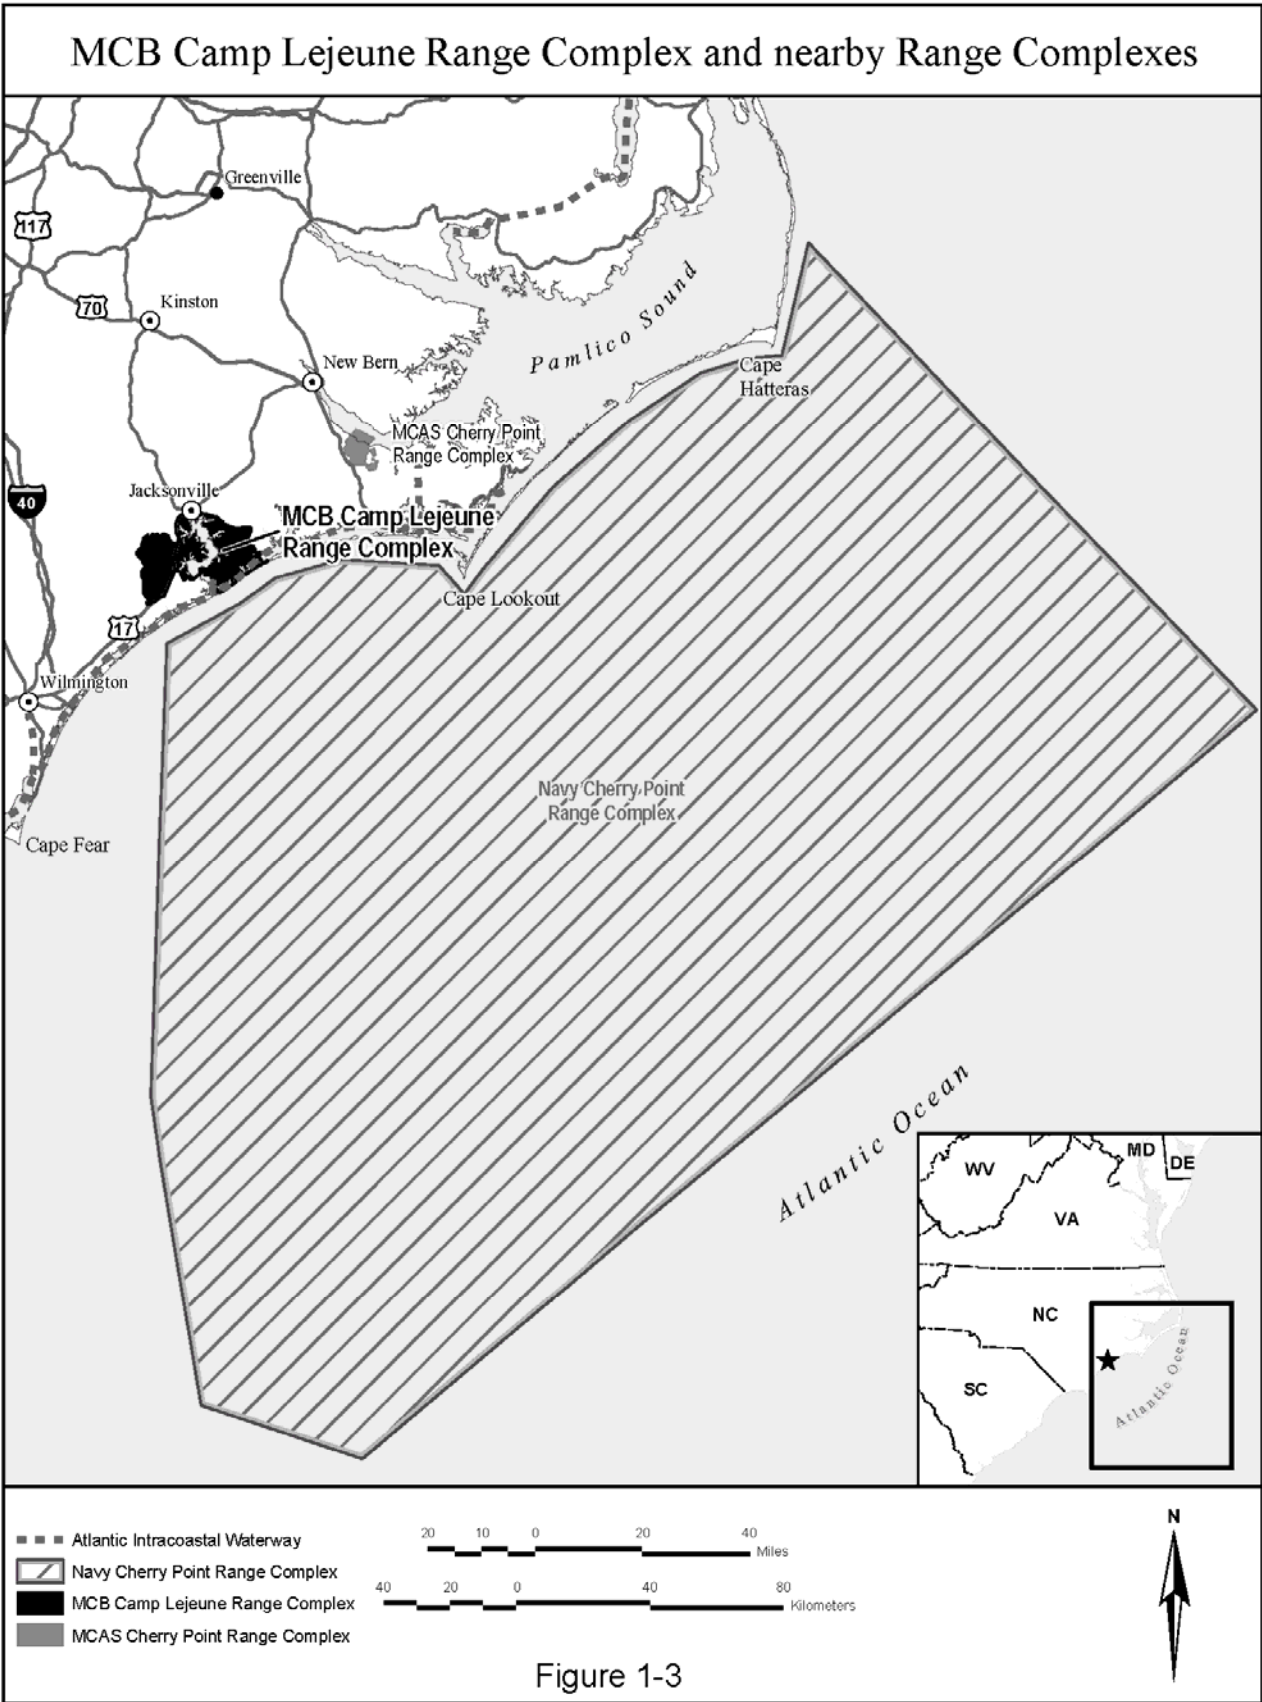 MCB Camp Lejeune Range Complex and nearby Range Complexes
Greenville
117
70
Kinston
New Bern
Pamlico Sound
Cape
Hatteras
MCAS Cherry Point
Range Complex
40
Jacksonville
MCB Camp Lejeune
Range Complex
Cape Lookout
17
Wilmington
Navy Cherry Point
Range Complex
Cape Fear
Atlantic Ocean
WV
MD
DE
VA
NC
SC
Atlantic Ocean
Atlantic Intracoastal Waterway
Navy Cherry Point Range Complex
MCB Camp Lejeune Range Complex
MCAS Cherry Point Range Complex
20 10 0 20 40
Miles
40 20 0 40 80
Kilometers
N
Figure 1-3